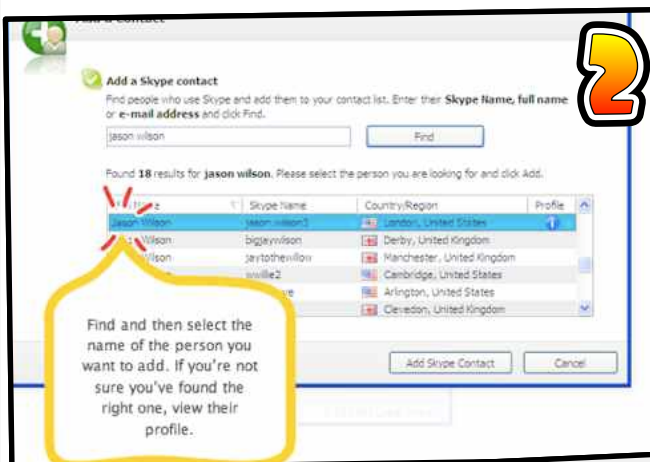 Add a Contact
2
Add a Skype contact
Find people who use Skype and add them to your contact list. Enter their Skype Name, full name
or e-mail address and click Find.
jason wilson Find
Found 18 results for jason wilson. Please select the person you are looking for and click Add.
Skype Name Country/Region Profile
Jason Wilson jason.wilson3 London, United States
Wilson bigjaywilson Derby, United Kingdom
Wilson jaytothewillow Manchester, United Kingdom
Cambridge, United States
Arlington, United States
Clevedon, United Kingdom
Find and then select the
name of the person you
want to add. If you're not
sure you've found the
right one, view their
profile.
Add Skype Contact Cancel